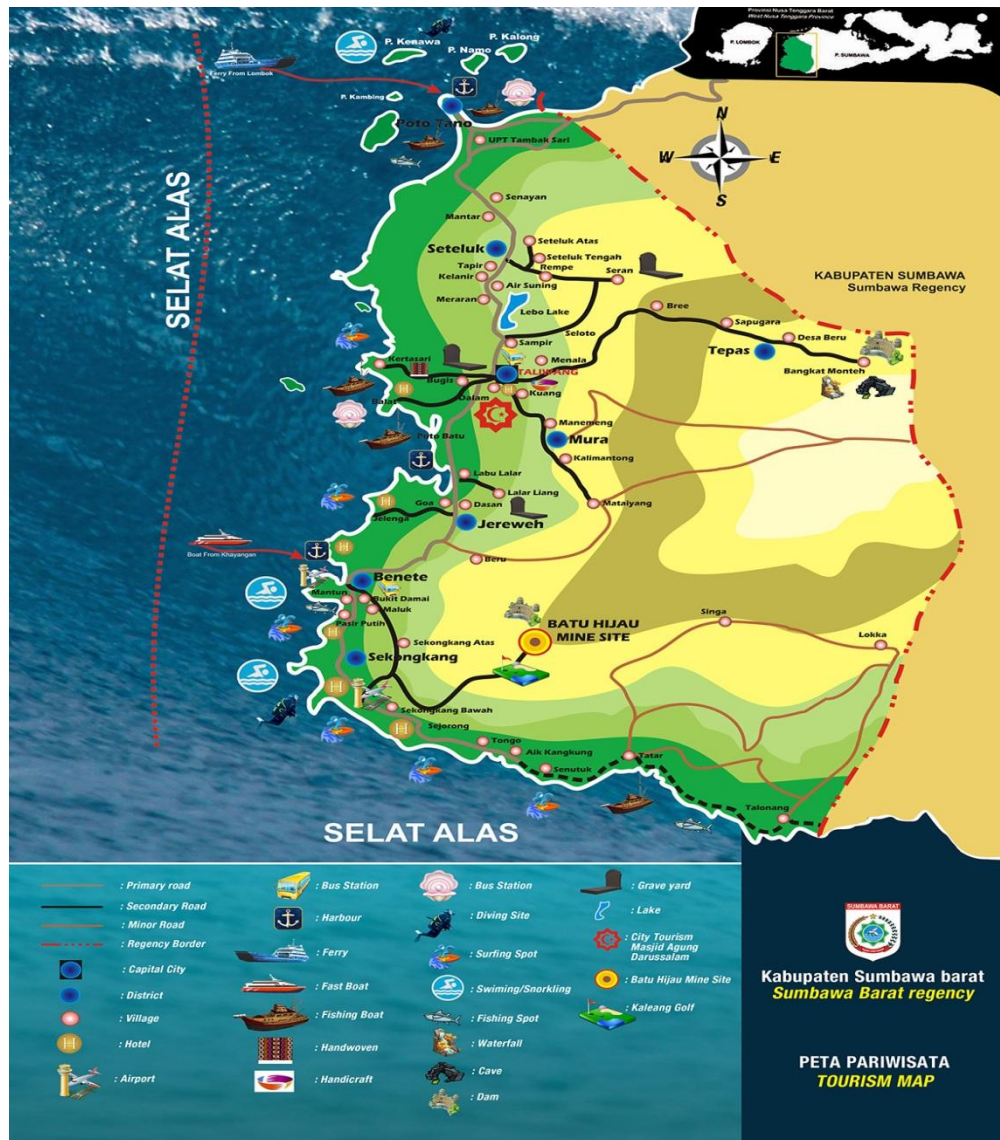 Provinsi Nusa Tenggara Barat
West Nusa Tenggara Province
P. LOMBOK
P. SUMBAWA
P. Kenawa
P. Kalong
P. Namo
Ferry From Lombok
P. Kambing
Poto Tano
UPT Tambak Sari
N
W
E
S
SELAT ALAS
Senayan
Mantar
Seteluk
Seteluk Atas
Seteluk Tengah
Tapir
Rempe
Seran
Kelanir
Air Suning
Meraran
Lebo Lake
KABUPATEN SUMBAWA
Sumbawa Regency
Bree
Sapugara
Seloto
Sampir
Desa Beru
Tepas
Menala
Kertasari
Bangkat Monteh
TALIWANG
Bugis
Dalam
Kuang
Balat
Manemeng
Poto Batu
Mura
Kalimantong
Labu Lalar
Lalar Liang
Goa
Dasan
Mataiyang
Jelenga
Jereweh
Boat From Khayangan
Beru
Benete
Mantun
Bukit Damai
Maluk
Pasir Putih
BATU HIJAU
MINE SITE
Singa
Lokka
Sekongkang Atas
Sekongkang
Sekongkang Bawah
Sejorong
Tongo
Aik Kangkung
Senutuk
Tatar
Talonang
SELAT ALAS
: Primary road
: Secondary Road
: Minor Road
: Regency Border
: Capital City
: District
: Village
: Hotel
: Airport
: Bus Station
: Harbour
: Ferry
: Fast Boat
: Fishing Boat
: Handwoven
: Handicraft
: Bus Station
: Diving Site
: Surfing Spot
: Swiming/Snorkling
: Fishing Spot
: Waterfall
: Cave
: Dam
: Grave yard
: Lake
: City Tourism
Masjid Agung
Darussalam
: Batu Hijau Mine Site
: Kaleang Golf
SUMBAWA BARAT
Kabupaten Sumbawa barat
Sumbawa Barat regency
PETA PARIWISATA
TOURISM MAP